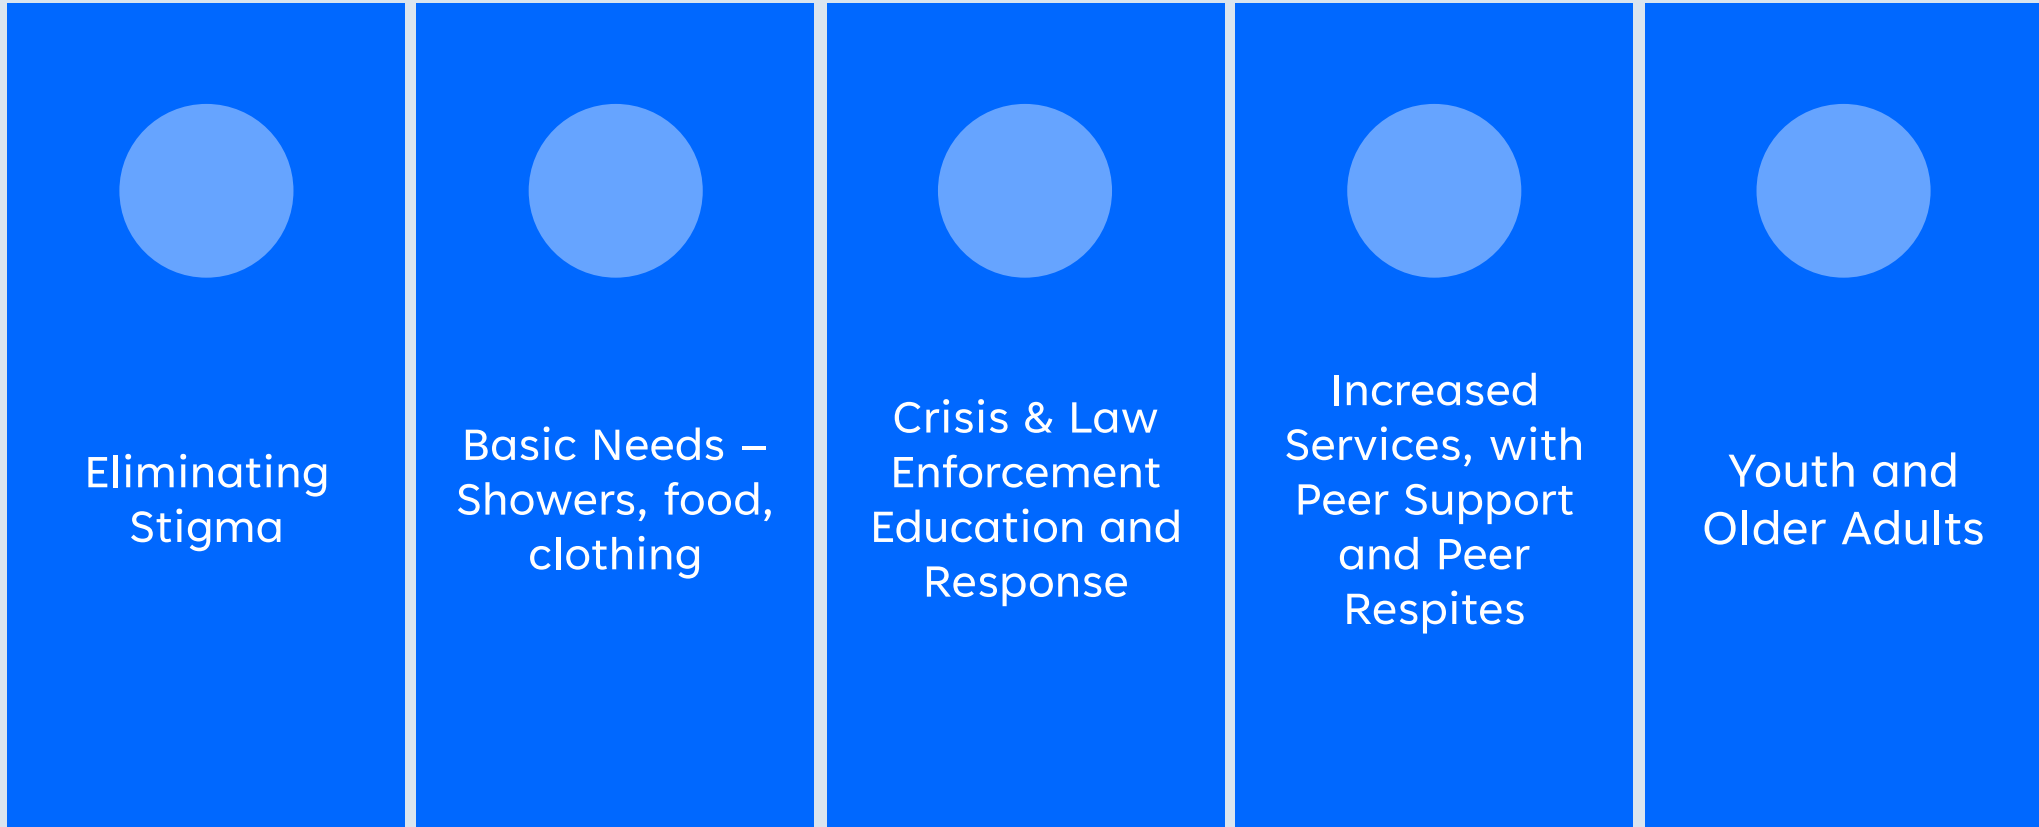 Eliminating
Stigma
Basic Needs –
Showers, food,
clothing
Crisis & Law
Enforcement
Education and
Response
Increased
Services, with
Peer Support
and Peer
Respites
Youth and
Older Adults